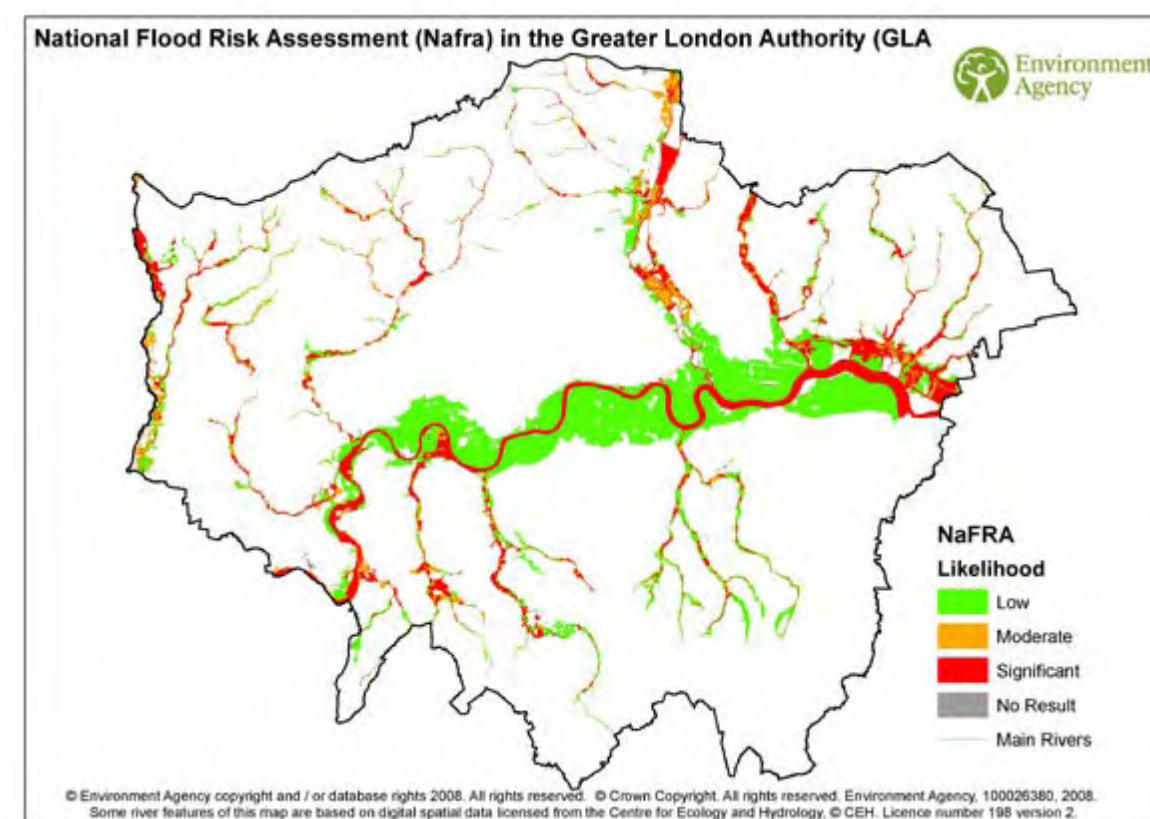 National Flood Risk Assessment (Nafra) in the Greater London Authority (GLA
Environment
Agency
NaFRA
Likelihood
Low
Moderate
Significant
No Result
Main Rivers
© Environment Agency copyright and / or database rights 2008. All rights reserved. © Crown Copyright. All rights reserved. Environment Agency, 100026380, 2008.
Some river features of this map are based on digital spatial data licensed from the Centre for Ecology and Hydrology, © CEH. Licence number 198 version 2.